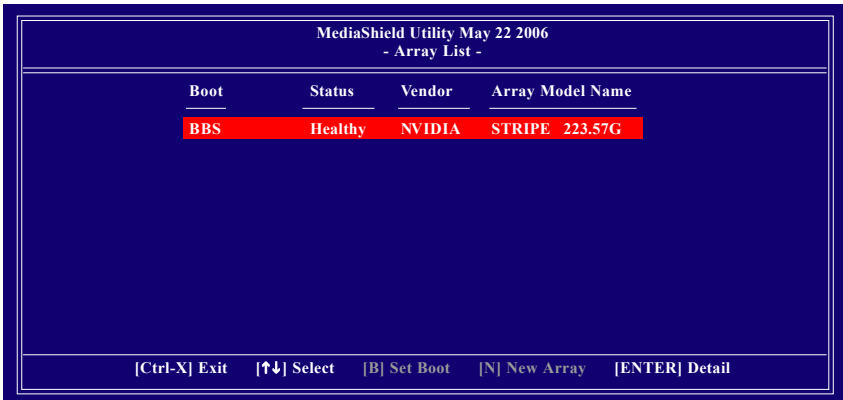 MediaShield Utility May 22 2006
- Array List -
Boot Status Vendor Array Model Name
BBS Healthy NVIDIA STRIPE 223.57G
[Ctrl-X] Exit [↑↓] Select [B] Set Boot [N] New Array [ENTER] Detail